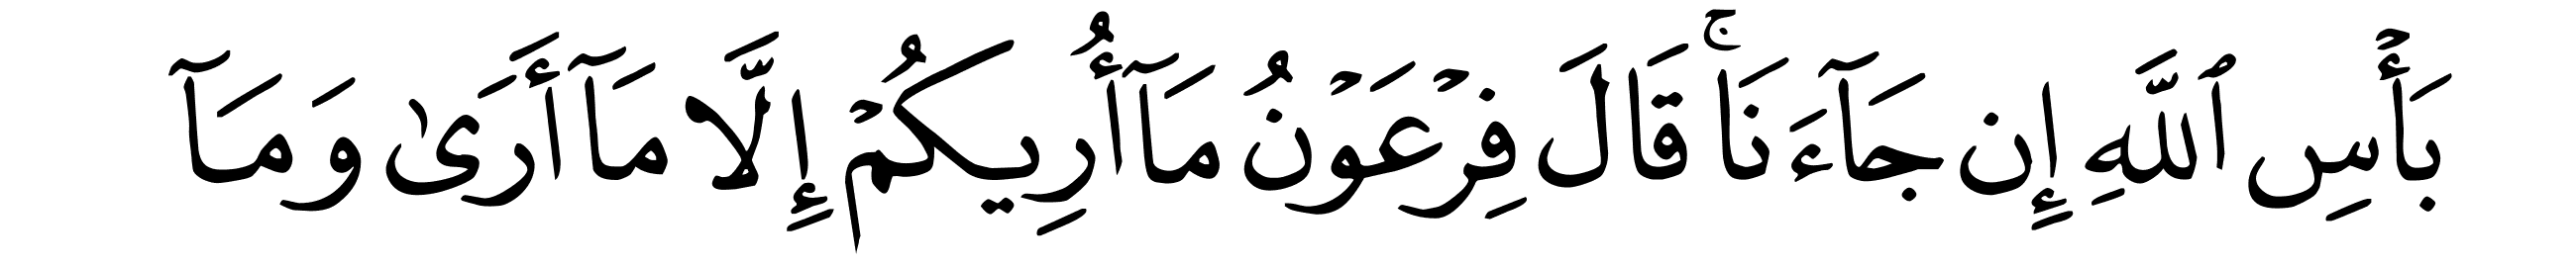 بَأۡسِ ٱللَّهِ إِن جَآءَنَاۚ قَالَ فِرۡعَوۡنُ مَآ أُرِيكُمۡ إِلَّا مَآ أَرَىٰ وَمَآ